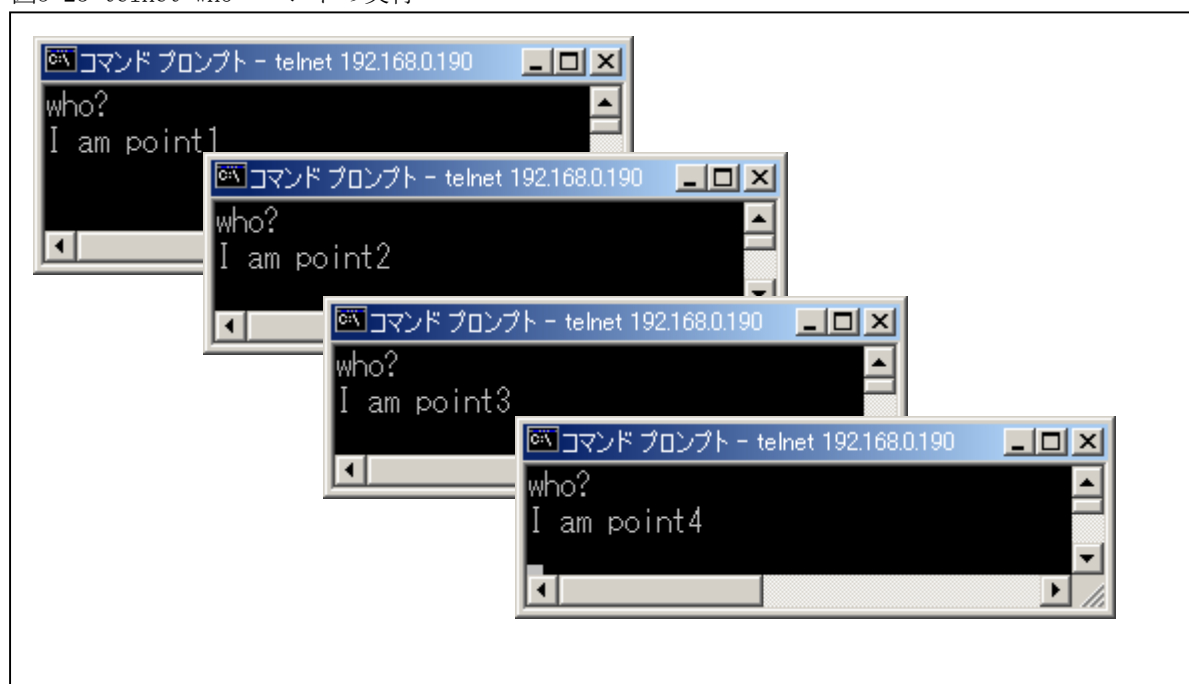 コマンド プロンプト - telnet 192.168.0.190
who?
I am point1
コマンド プロンプト - telnet 192.168.0.190
who?
I am point2
コマンド プロンプト - telnet 192.168.0.190
who?
I am point3
コマンド プロンプト - telnet 192.168.0.190
who?
I am point4